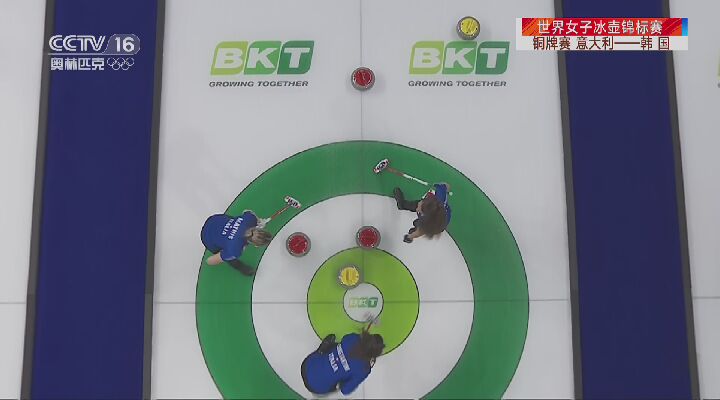 CCTV 16
奥林匹克
世界女子冰壶锦标赛
铜牌赛 意大利——韩国
BKT
GROWING TOGETHER
BKT
GROWING TOGETHER
BKT
ITALIA